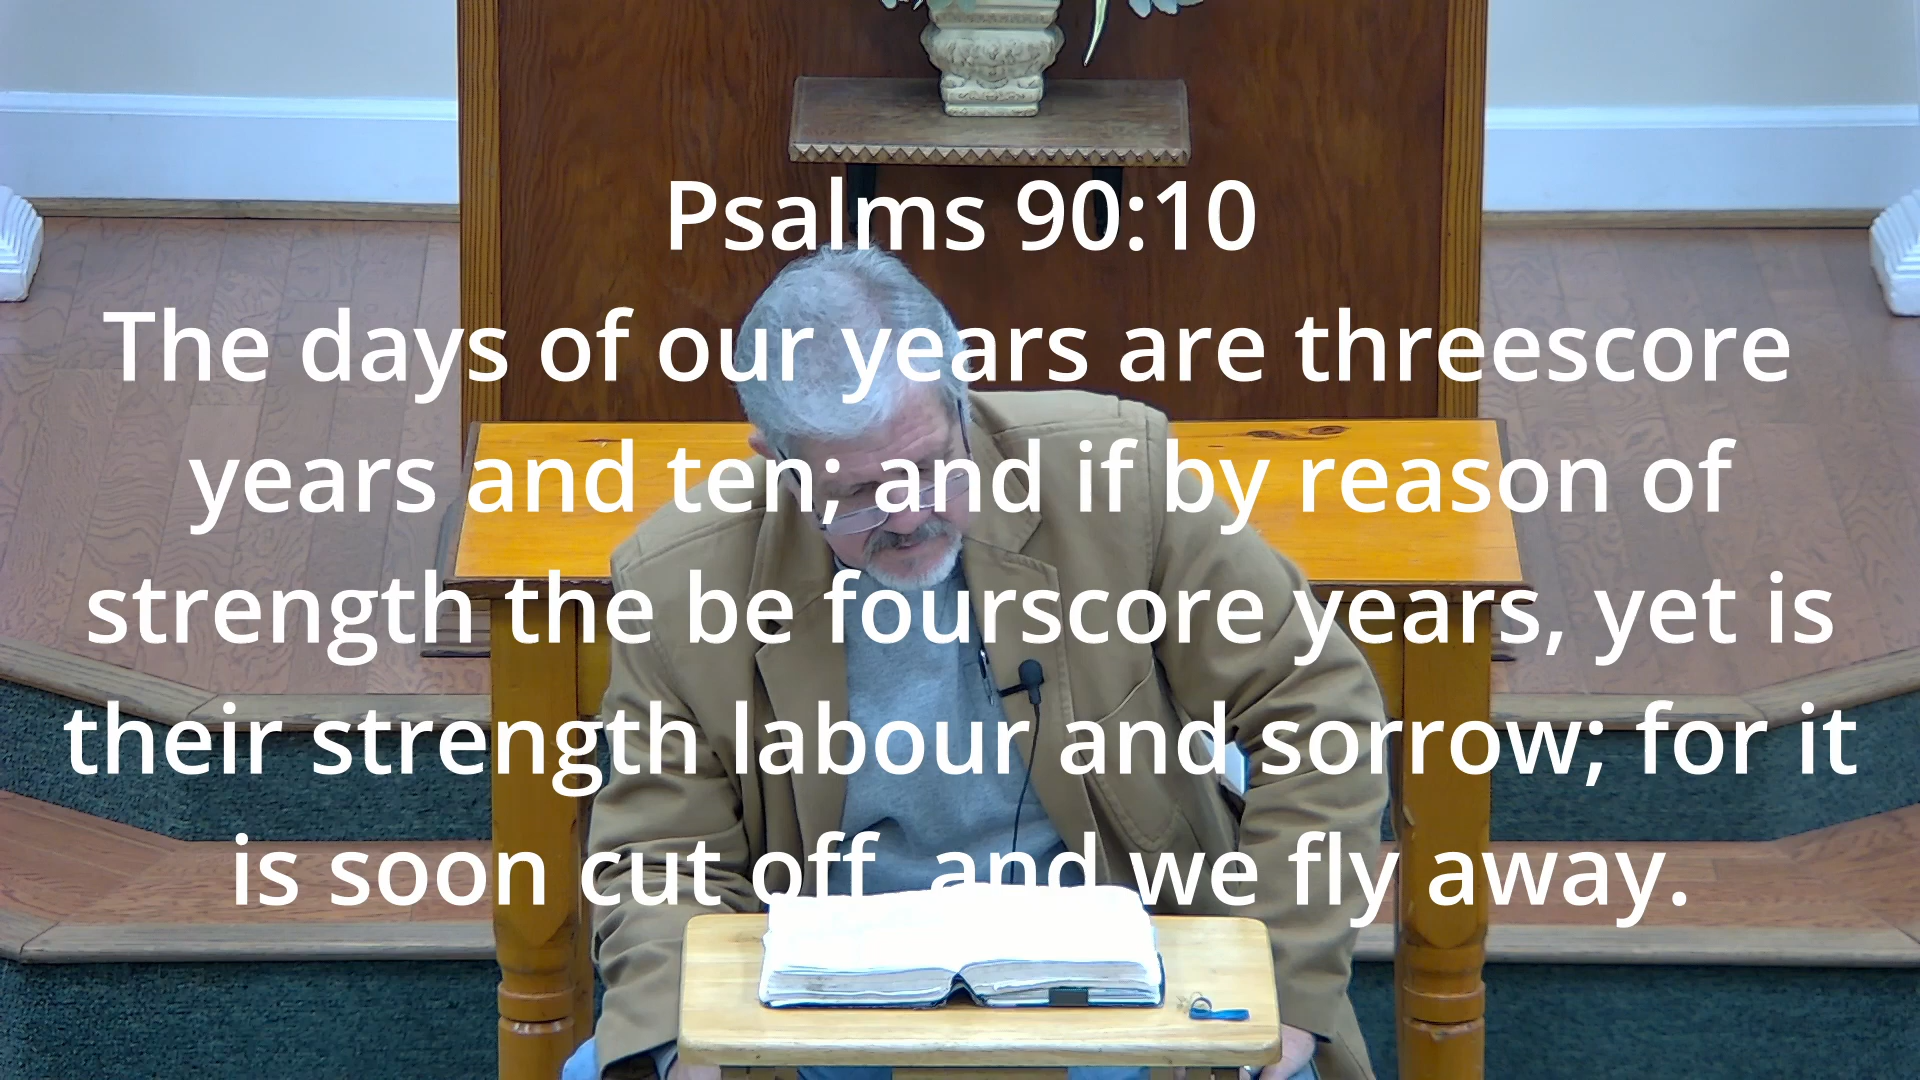 Psalms 90:10
The days of our years are threescore
years and ten; and if by reason of
strength the be fourscore years, yet is
their strength labour and sorrow; for it
is soon cut off, and we fly away.